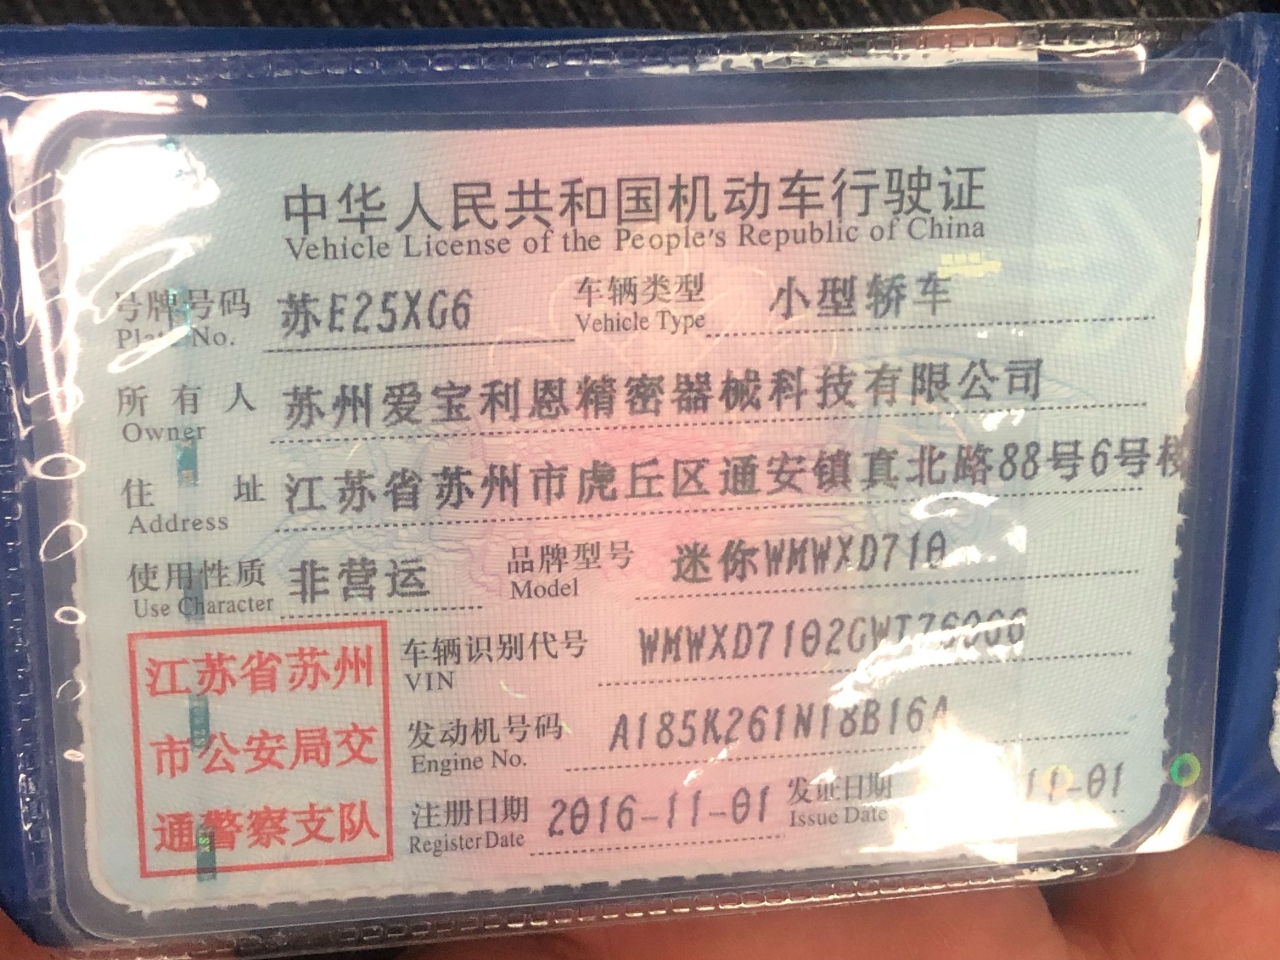 中华人民共和国机动车行驶证
Vehicle License of the People's Republic of China
号牌号码 苏E25XG6 车辆类型 小型轿车
Plate No. Vehicle Type
所有人 苏州爱宝利恩精密器械科技有限公司
Owner
住址 江苏省苏州市虎丘区通安镇真北路88号6号楼
Address
使用性质 非营运 品牌型号 迷你WMWXD710
Use Character Model
江苏省苏州 车辆识别代号
VIN
市公安局交 发动机号码 A185K261N18B16A
Engine No.
通警察支队 注册日期 2016-11-01 发证日期 11-01
Register Date Issue Date